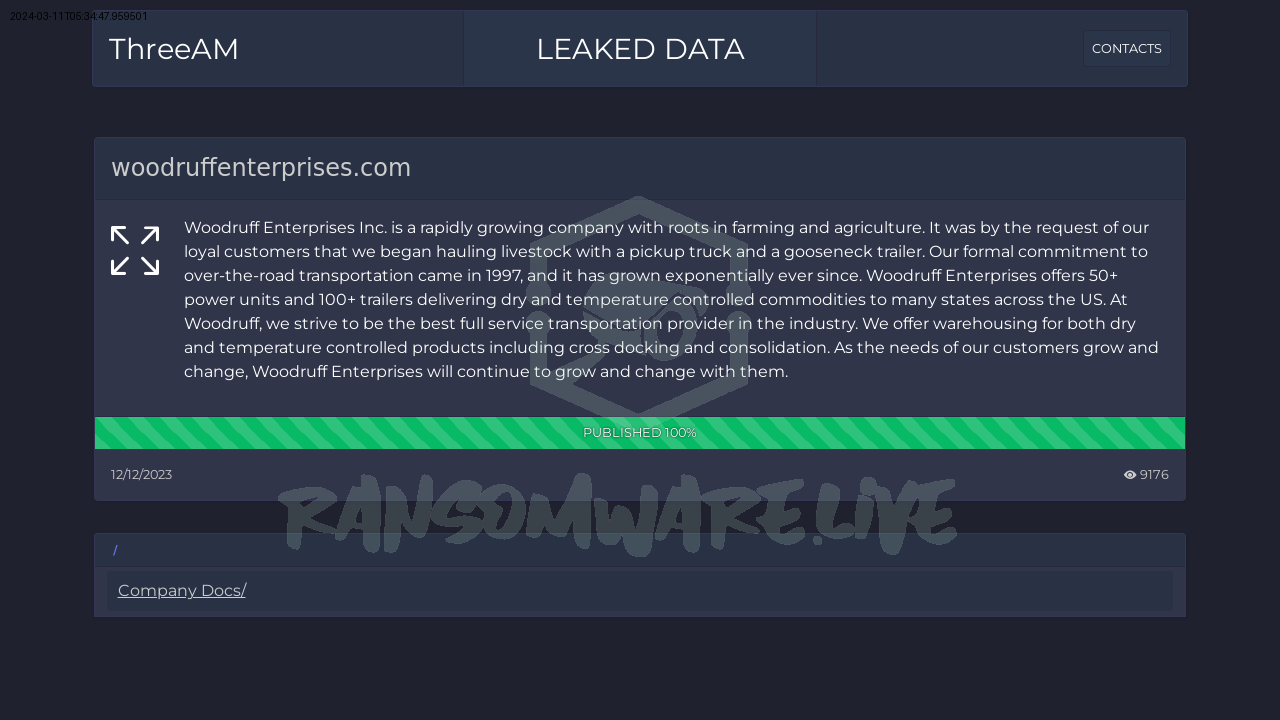 2024-03-11T05:34:47.959501
ThreeAM
LEAKED DATA
CONTACTS
woodruffenterprises.com
Woodruff Enterprises Inc. is a rapidly growing company with roots in farming and agriculture. It was by the request of our
loyal customers that we began hauling livestock with a pickup truck and a gooseneck trailer. Our formal commitment to
over-the-road transportation came in 1997, and it has grown exponentially ever since. Woodruff Enterprises offers 50+
power units and 100+ trailers delivering dry and temperature controlled commodities to many states across the US. At
Woodruff, we strive to be the best full service transportation provider in the industry. We offer warehousing for both dry
and temperature controlled products including cross docking and consolidation. As the needs of our customers grow and
change, Woodruff Enterprises will continue to grow and change with them.
PUBLISHED 100%
12/12/2023
9176
RANSOMWARE.LIVE
/
Company Docs/